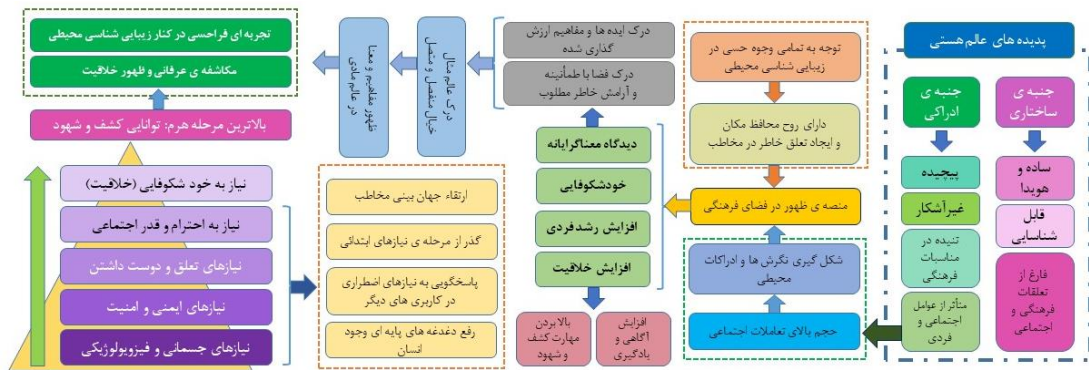 پدیده های عالم هستی
جنبه ی
ساختاری
جنبه ی
ادراکی
ساده و
هویدا
قابل
شناسایی
فارغ از
تعلقات
فرهنگی و
اجتماعی
پیچیده
غیرآشکار
تنیده در
مناسبات
فرهنگی
متأثر از عوامل
اجتماعی و
فردی
توجه به تمامی وجوه حسی در
زیبایی شناسی محیطی
دارای روح محافظ مکان
و ایجاد تعلق خاطر در مخاطب
منصه ی ظهور در فضای فرهنگی
شکل گیری نگرش ها و ادراکات
محیطی
حجم بالای تعاملات اجتماعی
درک ایده ها و مفاهیم ارزش
گذاری شده
درک فضا با طمأنینه
و آرامش خاطر مطلوب
دیدگاه معناگرایانه
خودشکوفایی
افزایش رشدفردی
افزایش خلاقیت
افزایش
آگاهی و
یادگیری
بالا بردن
مهارت کشف
و شهود
درک عالم مثال
خیال منفصل و متصل
ظهور مفاهیم و معنا
در عالم مادی
ارتقاء جهان بینی مخاطب
گذر از مرحله ی نیازهای ابتدائی
پاسخگویی به نیازهای اضطراری
در کاربری های دیگر
رفع دغدغه های پایه ای وجود
انسان
تجربه ای فراحسی در کنار زیبایی شناسی محیطی
مکاشفه ی عرفانی و ظهور خلاقیت
بالاترین مرحله هرم: توانایی کشف و شهود
نیاز به خود شکوفایی (خلاقیت)
نیاز به احترام و قدر اجتماعی
نیازهای تعلق و دوست داشتن
نیازهای ایمنی و امنیت
نیازهای جسمانی و فیزیولوژیکی